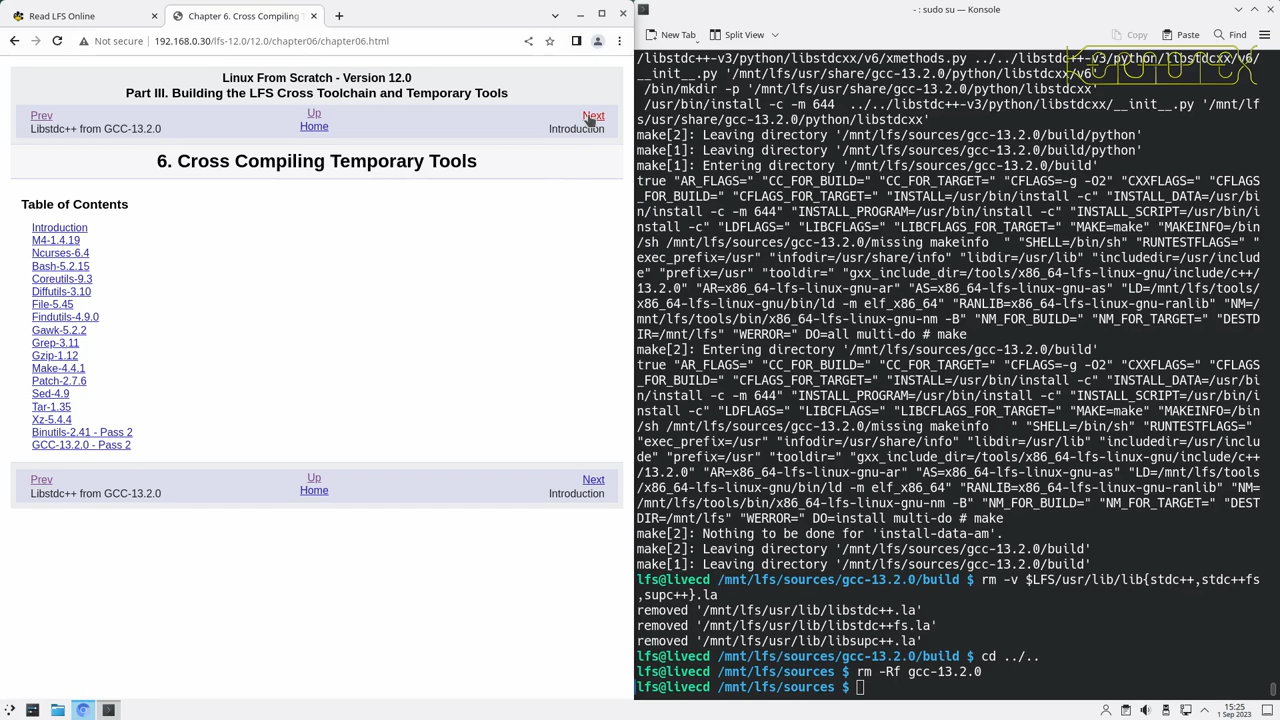 Read LFS Online
Chapter 6. Cross Compiling T
Not secure
192.168.0.30/lfs-12.0/12.0/chapter06/chapter06.html
Linux From Scratch - Version 12.0
Part III. Building the LFS Cross Toolchain and Temporary Tools
Prev Up Next
Libstdc++ from GCC-13.2.0 Home Introduction
6. Cross Compiling Temporary Tools
Table of Contents
Introduction
M4-1.4.19
Ncurses-6.4
Bash-5.2.15
Coreutils-9.3
Diffutils-3.10
File-5.45
Findutils-4.9.0
Gawk-5.2.2
Grep-3.11
Gzip-1.12
Make-4.4.1
Patch-2.7.6
Sed-4.9
Tar-1.35
Xz-5.4.4
Binutils-2.41 - Pass 2
GCC-13.2.0 - Pass 2
Prev Up Next
Libstdc++ from GCC-13.2.0 Home Introduction
- : sudo su — Konsole
New Tab Split View Copy Paste Find
/libstdc++-v3/python/libstdcxx/v6/xmethods.py ../../libstdc++-v3/python/libstdcxx/v6/
__init__.py '/mnt/lfs/usr/share/gcc-13.2.0/python/libstdcxx/v6'
/bin/mkdir -p '/mnt/lfs/usr/share/gcc-13.2.0/python/libstdcxx'
/usr/bin/install -c -m 644  ../../libstdc++-v3/python/libstdcxx/__init__.py '/mnt/lf
s/usr/share/gcc-13.2.0/python/libstdcxx'
make[2]: Leaving directory '/mnt/lfs/sources/gcc-13.2.0/build/python'
make[1]: Leaving directory '/mnt/lfs/sources/gcc-13.2.0/build/python'
make[1]: Entering directory '/mnt/lfs/sources/gcc-13.2.0/build'
true "AR_FLAGS=" "CC_FOR_BUILD=" "CC_FOR_TARGET=" "CFLAGS=-g -O2" "CXXFLAGS=" "CFLAGS
_FOR_BUILD=" "CFLAGS_FOR_TARGET=" "INSTALL=/usr/bin/install -c" "INSTALL_DATA=/usr/bi
n/install -c -m 644" "INSTALL_PROGRAM=/usr/bin/install -c" "INSTALL_SCRIPT=/usr/bin/i
nstall -c" "LDFLAGS=" "LIBCFLAGS=" "LIBCFLAGS_FOR_TARGET=" "MAKE=make" "MAKEINFO=/bin
/sh /mnt/lfs/sources/gcc-13.2.0/missing makeinfo  " "SHELL=/bin/sh" "RUNTESTFLAGS=" "
exec_prefix=/usr" "infodir=/usr/share/info" "libdir=/usr/lib" "includedir=/usr/includ
e" "prefix=/usr" "tooldir=" "gxx_include_dir=/tools/x86_64-lfs-linux-gnu/include/c++/
13.2.0" "AR=x86_64-lfs-linux-gnu-ar" "AS=x86_64-lfs-linux-gnu-as" "LD=/mnt/lfs/tools/
x86_64-lfs-linux-gnu/bin/ld -m elf_x86_64" "RANLIB=x86_64-lfs-linux-gnu-ranlib" "NM=/
mnt/lfs/tools/bin/x86_64-lfs-linux-gnu-nm -B" "NM_FOR_BUILD=" "NM_FOR_TARGET=" "DESTD
IR=/mnt/lfs" "WERROR=" DO=all multi-do # make
make[2]: Entering directory '/mnt/lfs/sources/gcc-13.2.0/build'
true "AR_FLAGS=" "CC_FOR_BUILD=" "CC_FOR_TARGET=" "CFLAGS=-g -O2" "CXXFLAGS=" "CFLAGS
_FOR_BUILD=" "CFLAGS_FOR_TARGET=" "INSTALL=/usr/bin/install -c" "INSTALL_DATA=/usr/bi
n/install -c -m 644" "INSTALL_PROGRAM=/usr/bin/install -c" "INSTALL_SCRIPT=/usr/bin/i
nstall -c" "LDFLAGS=" "LIBCFLAGS=" "LIBCFLAGS_FOR_TARGET=" "MAKE=make" "MAKEINFO=/bin
/sh /mnt/lfs/sources/gcc-13.2.0/missing makeinfo   " "SHELL=/bin/sh" "RUNTESTFLAGS="
"exec_prefix=/usr" "infodir=/usr/share/info" "libdir=/usr/lib" "includedir=/usr/inclu
de" "prefix=/usr" "tooldir=" "gxx_include_dir=/tools/x86_64-lfs-linux-gnu/include/c++
/13.2.0" "AR=x86_64-lfs-linux-gnu-ar" "AS=x86_64-lfs-linux-gnu-as" "LD=/mnt/lfs/tools
/x86_64-lfs-linux-gnu/bin/ld -m elf_x86_64" "RANLIB=x86_64-lfs-linux-gnu-ranlib" "NM=
/mnt/lfs/tools/bin/x86_64-lfs-linux-gnu-nm -B" "NM_FOR_BUILD=" "NM_FOR_TARGET=" "DEST
DIR=/mnt/lfs" "WERROR=" DO=install multi-do # make
make[2]: Nothing to be done for 'install-data-am'.
make[2]: Leaving directory '/mnt/lfs/sources/gcc-13.2.0/build'
make[1]: Leaving directory '/mnt/lfs/sources/gcc-13.2.0/build'
lfs@livecd /mnt/lfs/sources/gcc-13.2.0/build $ rm -v $LFS/usr/lib/lib{stdc++,stdc++fs
,supc++}.la
removed '/mnt/lfs/usr/lib/libstdc++.la'
removed '/mnt/lfs/usr/lib/libstdc++fs.la'
removed '/mnt/lfs/usr/lib/libsupc++.la'
lfs@livecd /mnt/lfs/sources/gcc-13.2.0/build $ cd ../..
lfs@livecd /mnt/lfs/sources $ rm -Rf gcc-13.2.0
lfs@livecd /mnt/lfs/sources $
15:25
1 Sep 2023